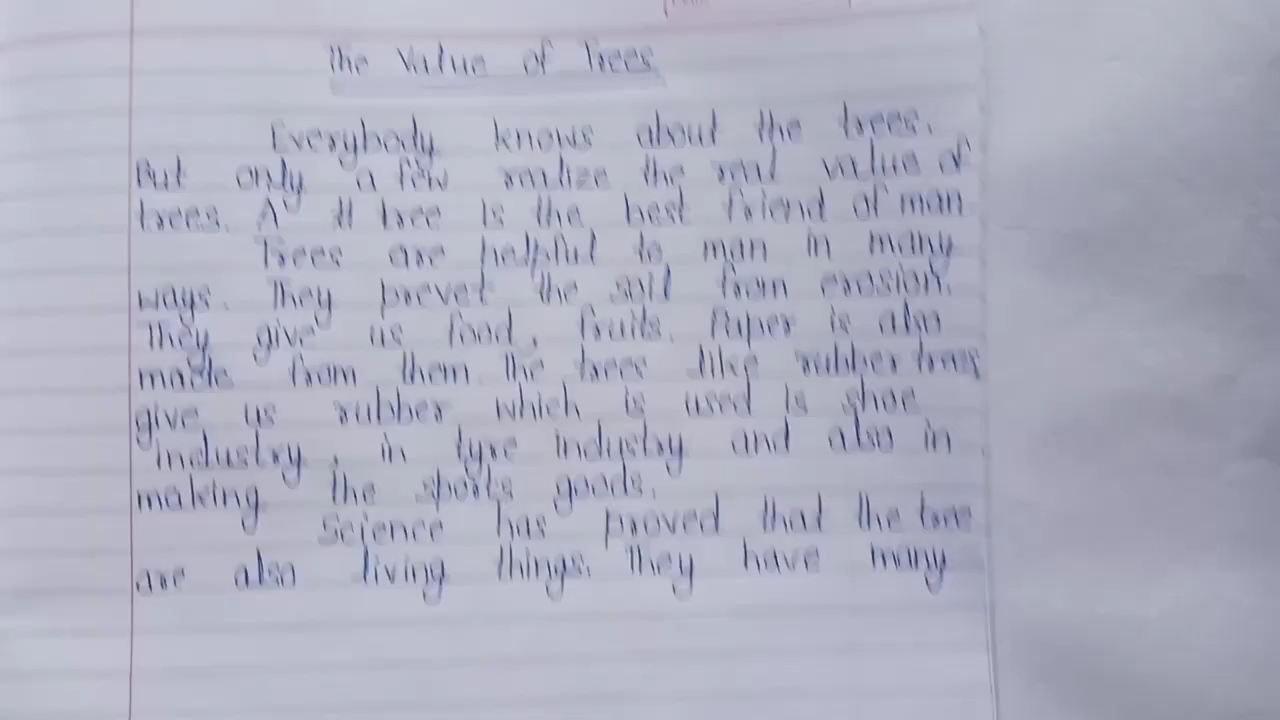 The Value of Trees
Everybody knows about the trees.
But only a few realize the real value of
trees. A tree is the best friend of man
Trees are helpful to man in many
ways. They prevet the soil from erosion.
They give us food, fruits. Paper is also
made from them the trees like rubber trees
give us rubber which is used is shoe
industry, in tyre industry and also in
making the sports goods.
Science has proved that the tree
are also living things. They have many